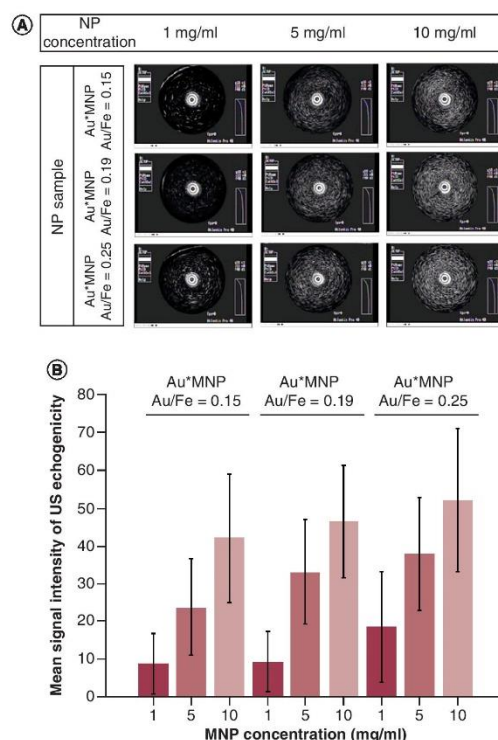 A
NP concentration
1 mg/ml
5 mg/ml
10 mg/ml
NP sample
Au*MNP
Au/Fe = 0.15
Au*MNP
Au/Fe = 0.19
Au*MNP
Au/Fe = 0.25
B
Mean signal intensity of US echogenicity
80
70
60
50
40
30
20
10
0
Au*MNP
Au/Fe = 0.15
Au*MNP
Au/Fe = 0.19
Au*MNP
Au/Fe = 0.25
1 5 10 1 5 10 1 5 10
MNP concentration (mg/ml)